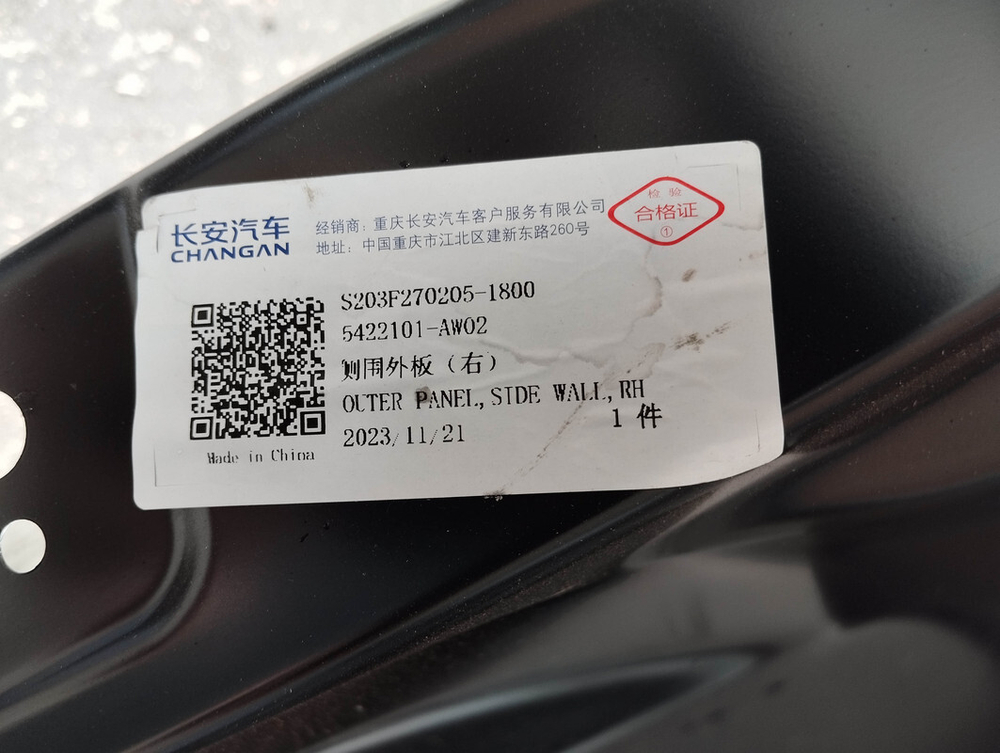 长安汽车
CHANGAN
经销商：重庆长安汽车客户服务有限公司
地址：中国重庆市江北区建新东路260号
检验
合格证
①
S203F270205-1800
5422101-AW02
侧围外板（右）
OUTER PANEL,SIDE WALL,RH
1 件
2023/11/21
Made in China